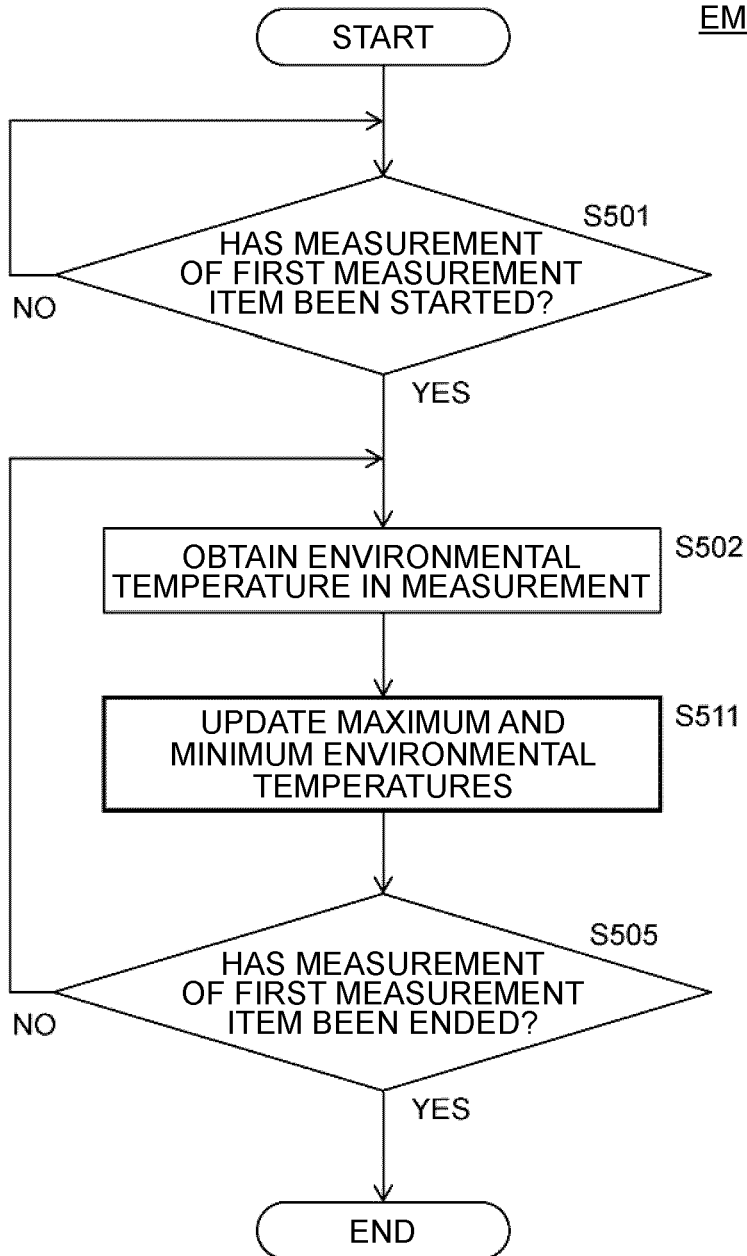 EM
START
S501
HAS MEASUREMENT
OF FIRST MEASUREMENT
ITEM BEEN STARTED?
NO
YES
OBTAIN ENVIRONMENTAL
TEMPERATURE IN MEASUREMENT
S502
UPDATE MAXIMUM AND
MINIMUM ENVIRONMENTAL
TEMPERATURES
S511
S505
HAS MEASUREMENT
OF FIRST MEASUREMENT
ITEM BEEN ENDED?
NO
YES
END